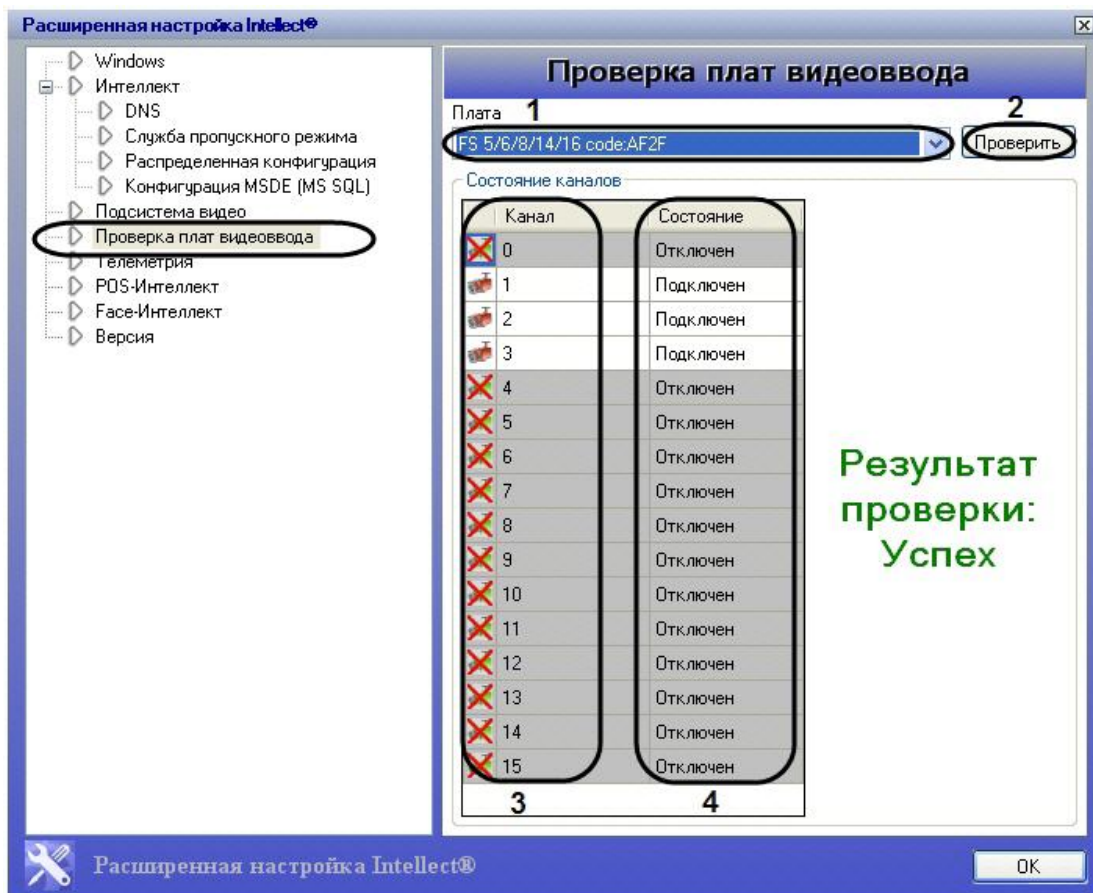 Расширенная настройка Intellect®
Windows
Интеллект
DNS
Служба пропускного режима
Распределенная конфигурация
Конфигурация MSDE (MS SQL)
Подсистема видео
Проверка плат видеоввода
Телеметрия
POS-Интеллект
Face-Интеллект
Версия
Проверка плат видеоввода
Плата 1 2
FS 5/6/8/14/16 code:AF2F Проверить
Состояние каналов
Канал Состояние
0 Отключен
1 Подключен
2 Подключен
3 Подключен
4 Отключен
5 Отключен
6 Отключен
7 Отключен
8 Отключен
9 Отключен
10 Отключен
11 Отключен
12 Отключен
13 Отключен
14 Отключен
15 Отключен
3 4
Результат
проверки:
Успех
Расширенная настройка Intellect®
OK